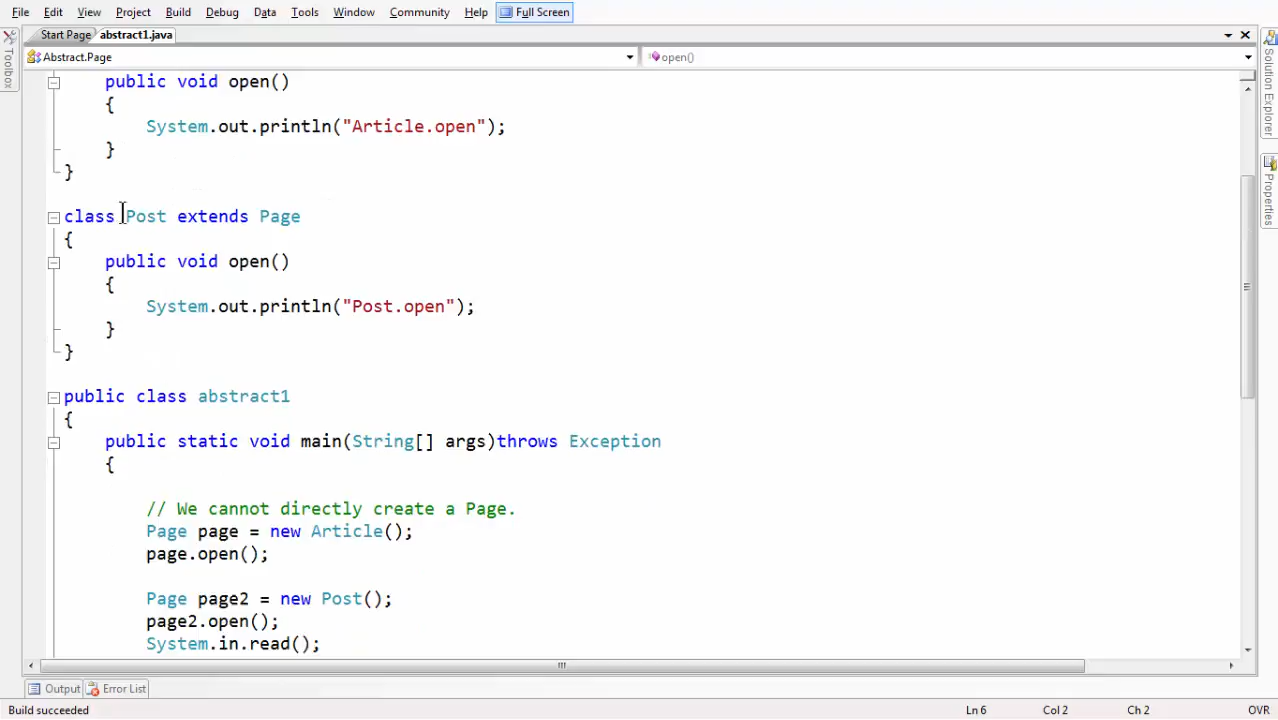 File Edit View Project Build Debug Data Tools Window Community Help Full Screen
Start Page abstract1.java
Toolbox
Solution Explorer
Properties
Abstract.Page open()
public void open()
{
System.out.println("Article.open");
}
}
class Post extends Page
{
public void open()
{
System.out.println("Post.open");
}
}
public class abstract1
{
public static void main(String[] args)throws Exception
{
// We cannot directly create a Page.
Page page = new Article();
page.open();
Page page2 = new Post();
page2.open();
System.in.read();
Output Error List
Build succeeded Ln 6 Col 2 Ch 2 OVR